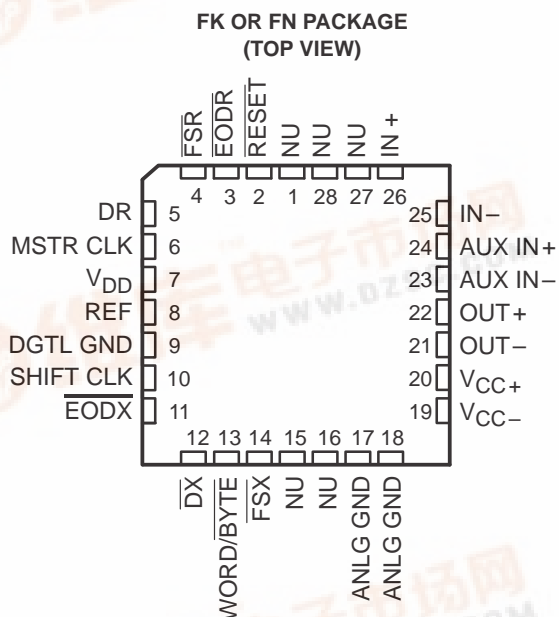 FK OR FN PACKAGE
(TOP VIEW)
FSR
EODR
RESET
NU
NU
NU
IN +
4 3 2 1 28 27 26
DR 5
MSTR CLK 6
VDD 7
REF 8
DGTL GND 9
SHIFT CLK 10
EODX 11
25 IN–
24 AUX IN+
23 AUX IN–
22 OUT+
21 OUT–
20 VCC+
19 VCC–
12 13 14 15 16 17 18
DX
WORD/BYTE
FSX
NU
NU
ANLG GND
ANLG GND